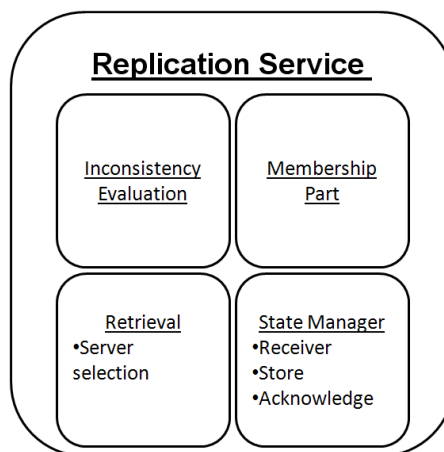 Replication Service
Inconsistency
Evaluation
Membership
Part
Retrieval
•Server
selection
State Manager
•Receiver
•Store
•Acknowledge